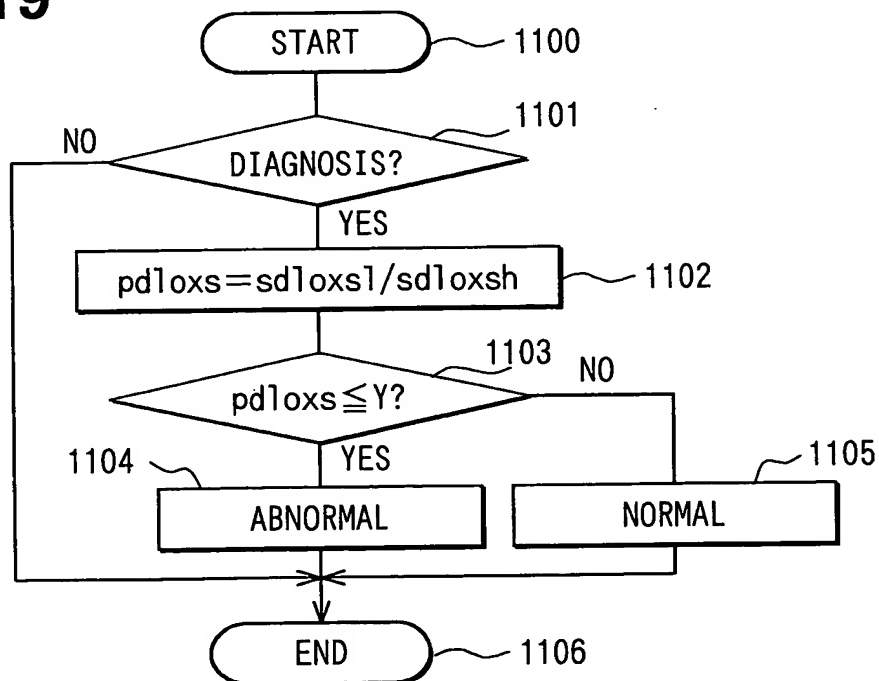 19
START
1100
1101
NO
DIAGNOSIS?
YES
pdloxs=sdloxsl/sdloxsh
1102
1103
NO
pdloxs≦Y?
1104
YES
1105
ABNORMAL
NORMAL
END
1106